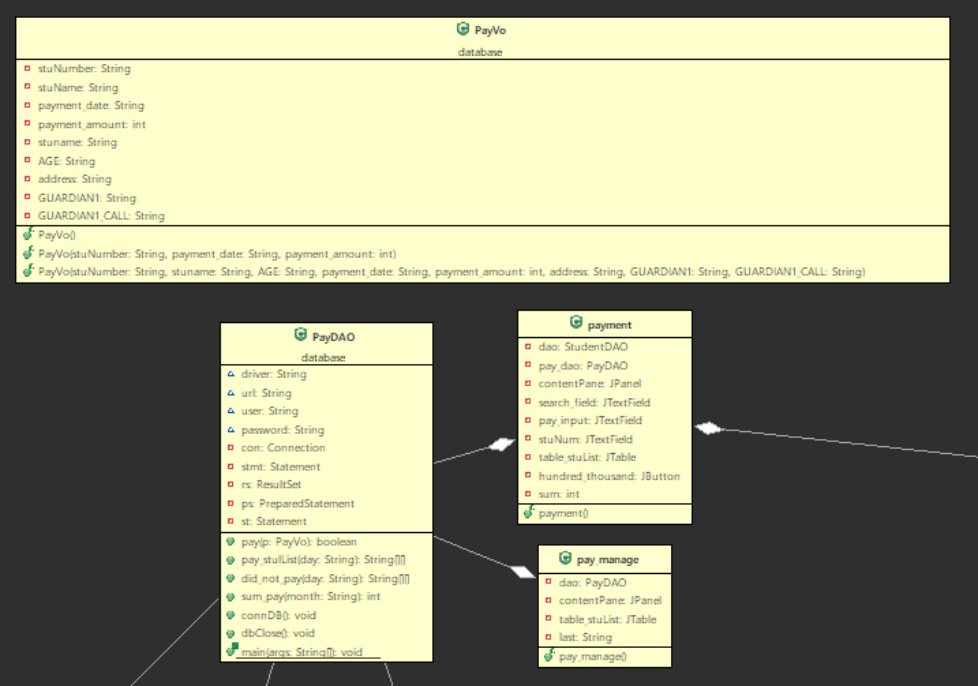 PayVo
database
stuNumber: String
stuName: String
payment_date: String
payment_amount: int
stuname: String
AGE: String
address: String
GUARDIAN1: String
GUARDIAN1_CALL: String
PayVo()
PayVo(stuNumber: String, payment_date: String, payment_amount: int)
PayVo(stuNumber: String, stuname: String, AGE: String, payment_date: String, payment_amount: int, address: String, GUARDIAN1: String, GUARDIAN1_CALL: String)
PayDAO
database
driver: String
url: String
user: String
password: String
con: Connection
stmt: Statement
rs: ResultSet
ps: PreparedStatement
st: Statement
pay(p: PayVo): boolean
pay_stulList(day: String): String[][]
did_not_pay(day: String): String[][]
sum_pay(month: String): int
connDB(): void
dbClose(): void
main(args: String[]): void
payment
dao: StudentDAO
pay_dao: PayDAO
contentPane: JPanel
search_field: JTextField
pay_input: JTextField
stuNum: JTextField
table_stuList: JTable
hundred_thousand: JButton
sum: int
payment()
pay_manage
dao: PayDAO
contentPane: JPanel
table_stuList: JTable
last: String
pay_manage()